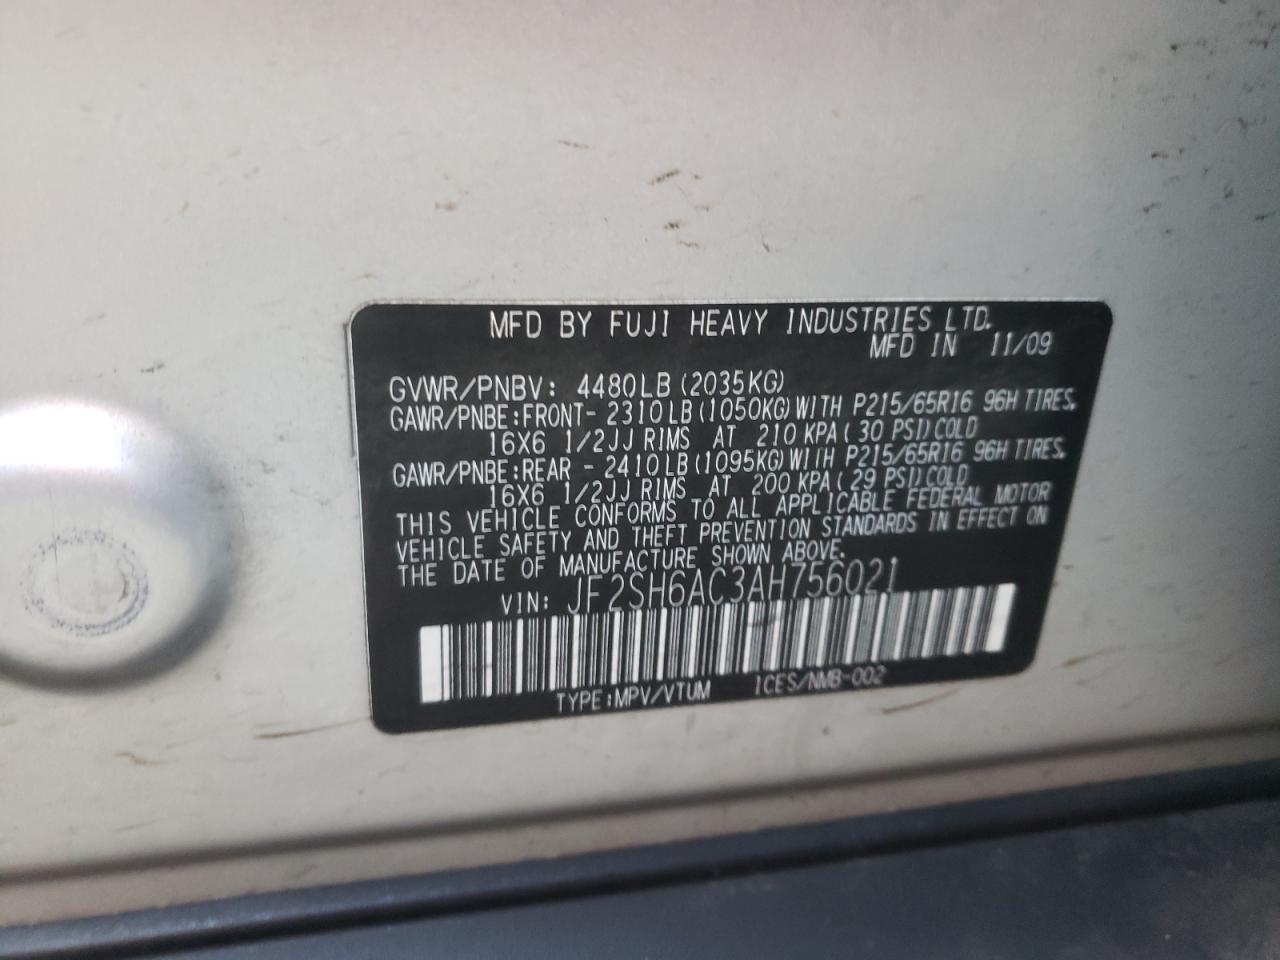 MFD BY FUJI HEAVY INDUSTRIES LTD.
MFD IN 11/09
GVWR/PNBV: 4480LB (2035KG)
GAWR/PNBE:FRONT- 2310LB(1050KG)WITH P215/65R16 96H TIRES.
16X6 1/2JJ RIMS AT 210 KPA( 30 PSI)COLD
GAWR/PNBE:REAR - 2410LB(1095KG)WITH P215/65R16 96H TIRES.
16X6 1/2JJ RIMS AT 200 KPA( 29 PSI)COLD
THIS VEHICLE CONFORMS TO ALL APPLICABLE FEDERAL MOTOR
VEHICLE SAFETY AND THEFT PREVENTION STANDARDS IN EFFECT ON
THE DATE OF MANUFACTURE SHOWN ABOVE.
VIN: JF2SH6AC3AH756021
TYPE:MPV/VTUM ICES/NMB-002